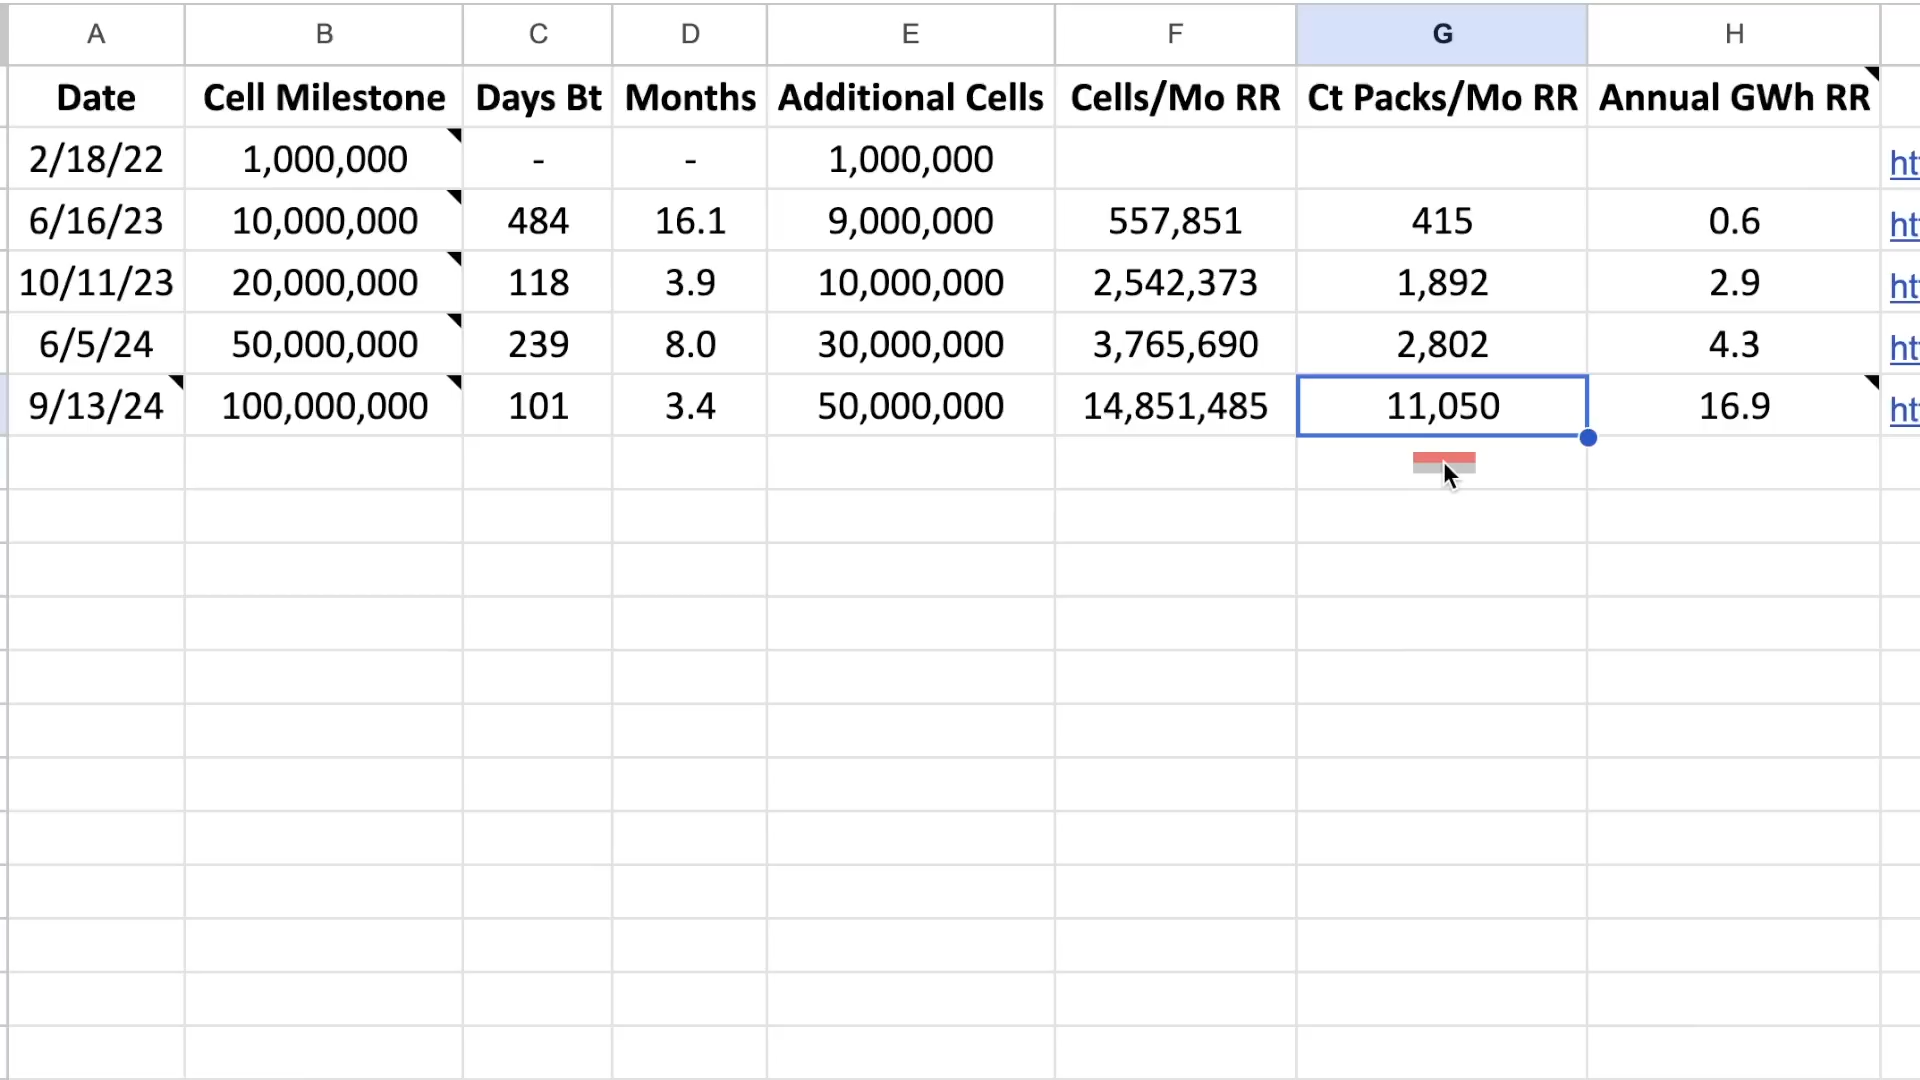 A B C D E F G H
Date Cell Milestone Days Bt Months Additional Cells Cells/Mo RR Ct Packs/Mo RR Annual GWh RR
2/18/22 1,000,000 - - 1,000,000 ht
6/16/23 10,000,000 484 16.1 9,000,000 557,851 415 0.6 ht
10/11/23 20,000,000 118 3.9 10,000,000 2,542,373 1,892 2.9 ht
6/5/24 50,000,000 239 8.0 30,000,000 3,765,690 2,802 4.3 ht
9/13/24 100,000,000 101 3.4 50,000,000 14,851,485 11,050 16.9 ht